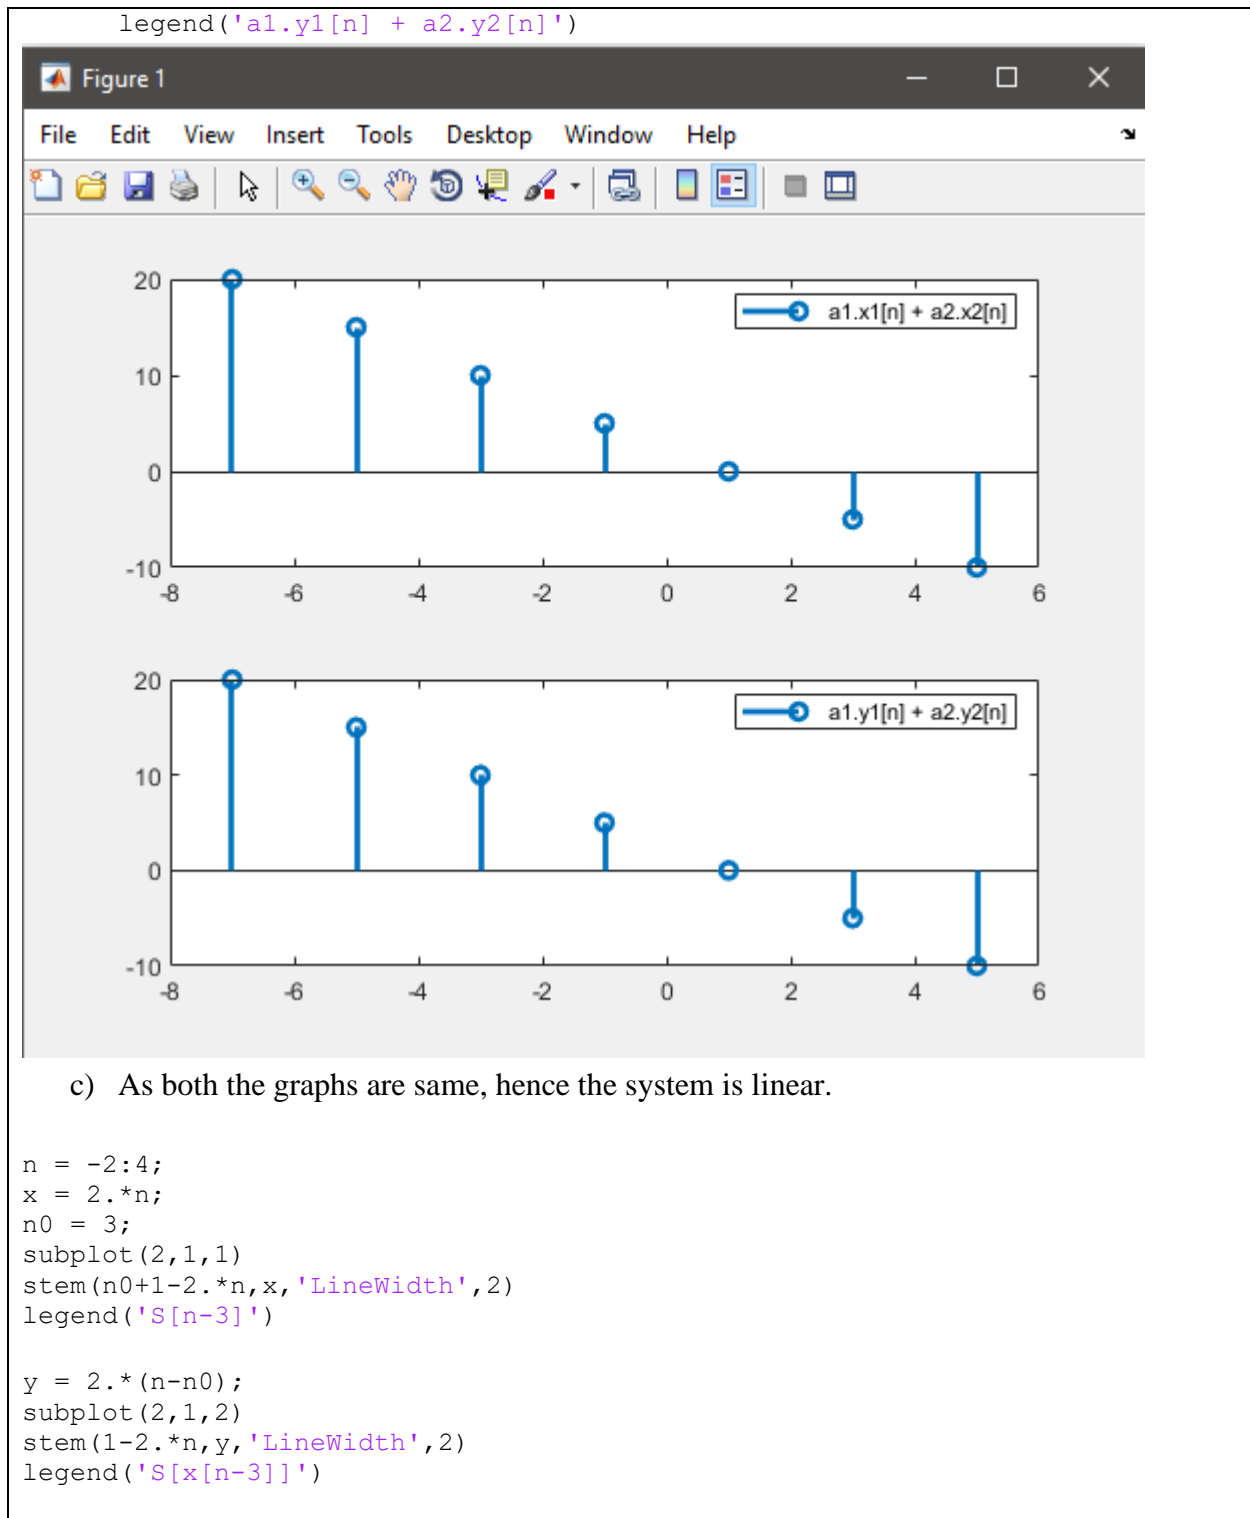 legend('a1.y1[n] + a2.y2[n]')
Figure 1
File Edit View Insert Tools Desktop Window Help
20
10
0
-10
-8 -6 -4 -2 0 2 4 6
a1.x1[n] + a2.x2[n]
20
10
0
-10
-8 -6 -4 -2 0 2 4 6
a1.y1[n] + a2.y2[n]
c) As both the graphs are same, hence the system is linear.
n = -2:4;
x = 2.*n;
n0 = 3;
subplot(2,1,1)
stem(n0+1-2.*n,x,'LineWidth',2)
legend('S[n-3]')
y = 2.*(n-n0);
subplot(2,1,2)
stem(1-2.*n,y,'LineWidth',2)
legend('S[x[n-3]]')